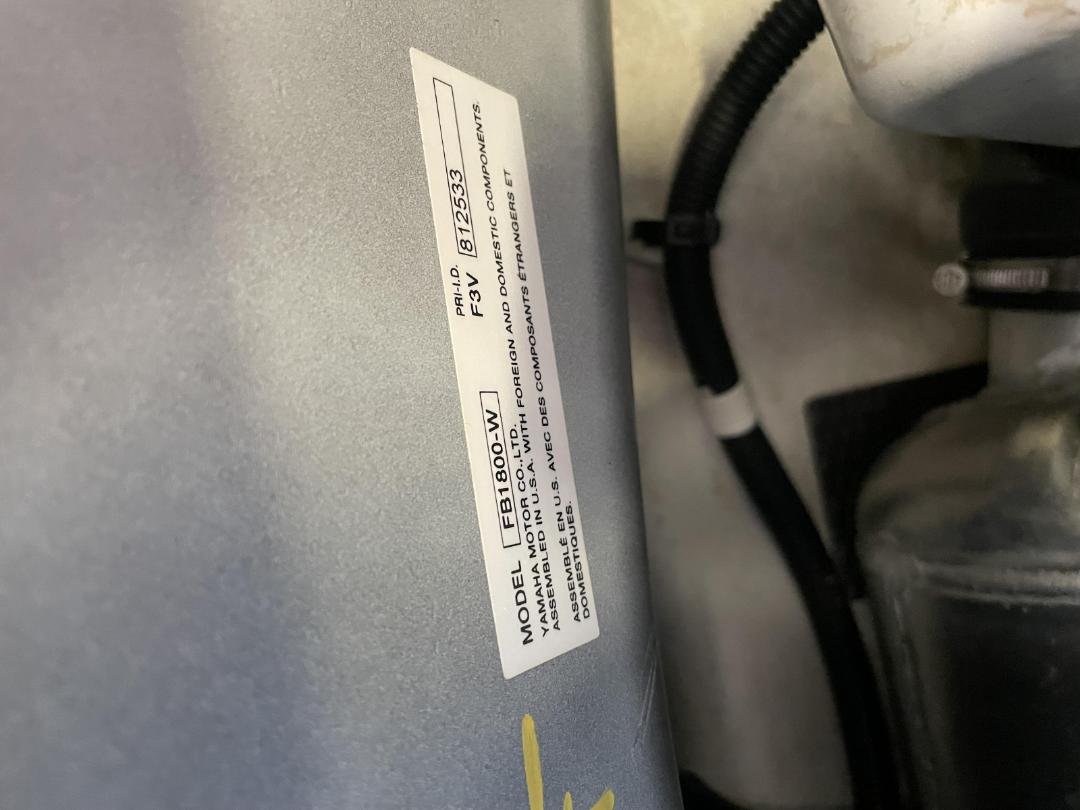 PRI-I.D.
MODEL FB1800-W F3V 812533
YAMAHA MOTOR CO.,LTD.
ASSEMBLED IN U.S.A. WITH FOREIGN AND DOMESTIC COMPONENTS.
ASSEMBLÉ EN U.S. AVEC DES COMPOSANTS ÉTRANGERS ET
DOMESTIQUES.